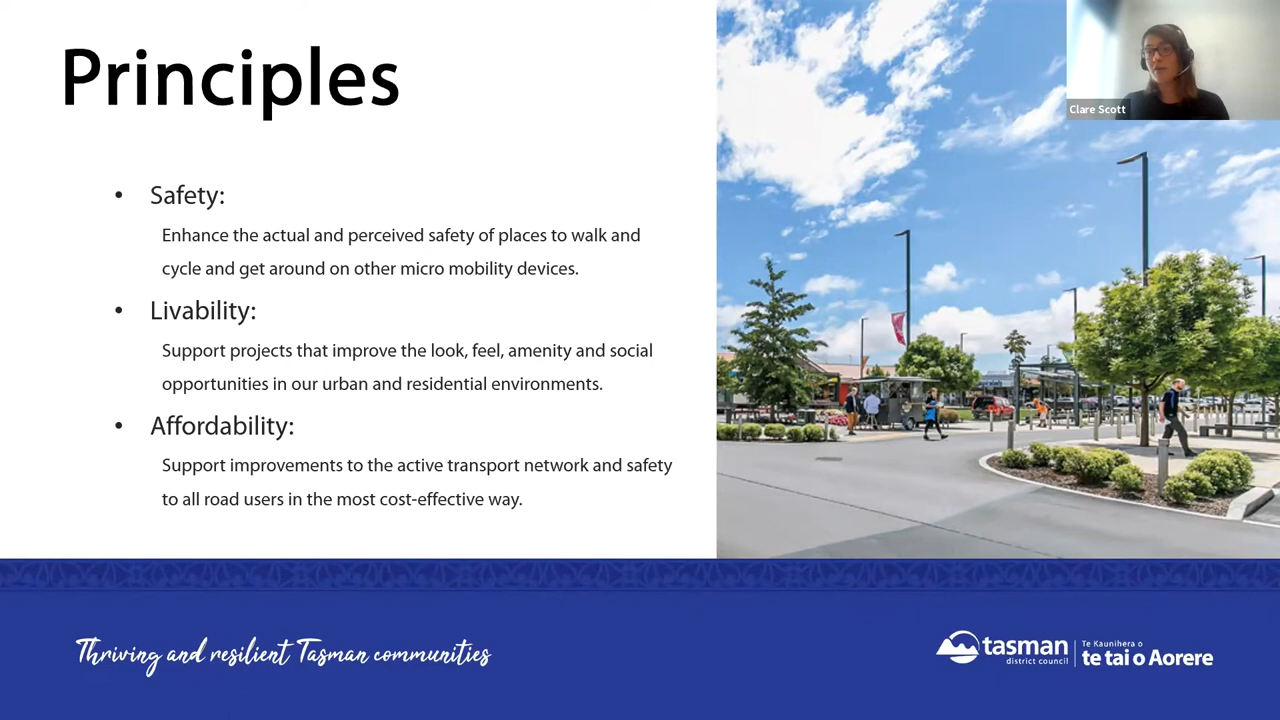 Principles
Clare Scott
• Safety:
Enhance the actual and perceived safety of places to walk and
cycle and get around on other micro mobility devices.
• Livability:
Support projects that improve the look, feel, amenity and social
opportunities in our urban and residential environments.
• Affordability:
Support improvements to the active transport network and safety
to all road users in the most cost-effective way.
Thriving and resilient Tasman communities
tasman
district council
Te Kaunihera o
te tai o Aorere